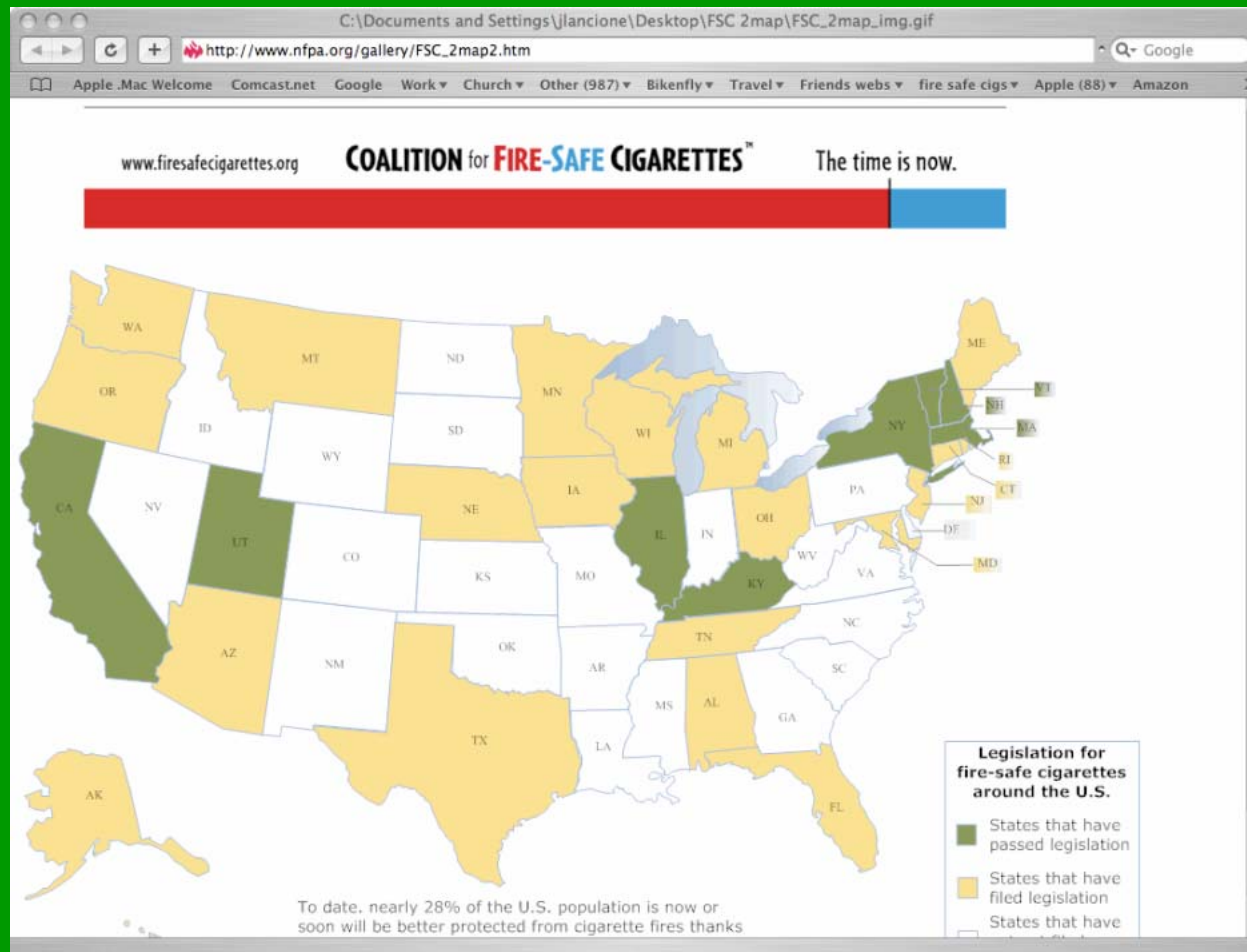 C:\Documents and Settings\jlancione\Desktop\FSC 2map\FSC_2map_img.gif
http://www.nfpa.org/gallery/FSC_2map2.htm
Google
Apple .Mac Welcome Comcast.net Google Work Church Other (987) Bikenfly Travel Friends webs fire safe cigs Apple (88) Amazon
www.firesafecigarettes.org COALITION for FIRE-SAFE CIGARETTES™ The time is now.
WA MT ND MN ME
OR ID SD WI MI NY VT
NH
MA
WY RI
IA PA CT
CA NV UT NE IL IN OH NJ
CO DE
KS MO KY WV VA MD
AZ NM OK AR TN NC
SC
MS AL GA
TX LA
AK FL
Legislation for
fire-safe cigarettes
around the U.S.
States that have
passed legislation
States that have
filed legislation
States that have
To date, nearly 28% of the U.S. population is now or
soon will be better protected from cigarette fires thanks